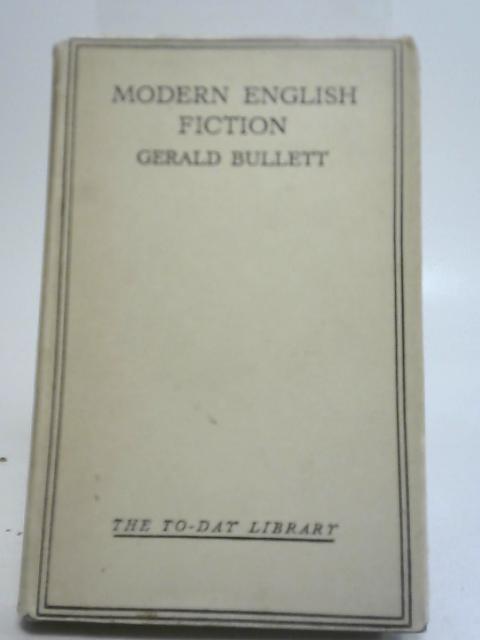 MODERN ENGLISH
FICTION
GERALD BULLETT
THE TO-DAY LIBRARY